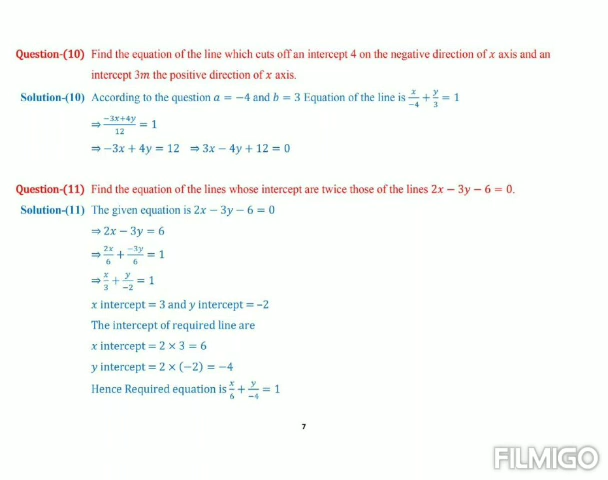 Question-(10) Find the equation of the line which cuts off an intercept 4 on the negative direction of x axis and an
intercept 3m the positive direction of x axis.
Solution-(10) According to the question a = −4 and b = 3 Equation of the line is x/−4 + y/3 = 1
⇒ −3x+4y/12 = 1
⇒ −3x + 4y = 12 ⇒ 3x − 4y + 12 = 0
Question-(11) Find the equation of the lines whose intercept are twice those of the lines 2x − 3y − 6 = 0.
Solution-(11) The given equation is 2x − 3y − 6 = 0
⇒ 2x − 3y = 6
⇒ 2x/6 + −3y/6 = 1
⇒ x/3 + y/−2 = 1
x intercept = 3 and y intercept = −2
The intercept of required line are
x intercept = 2 × 3 = 6
y intercept = 2 × (−2) = −4
Hence Required equation is x/6 + y/−4 = 1
7
FILMIGO